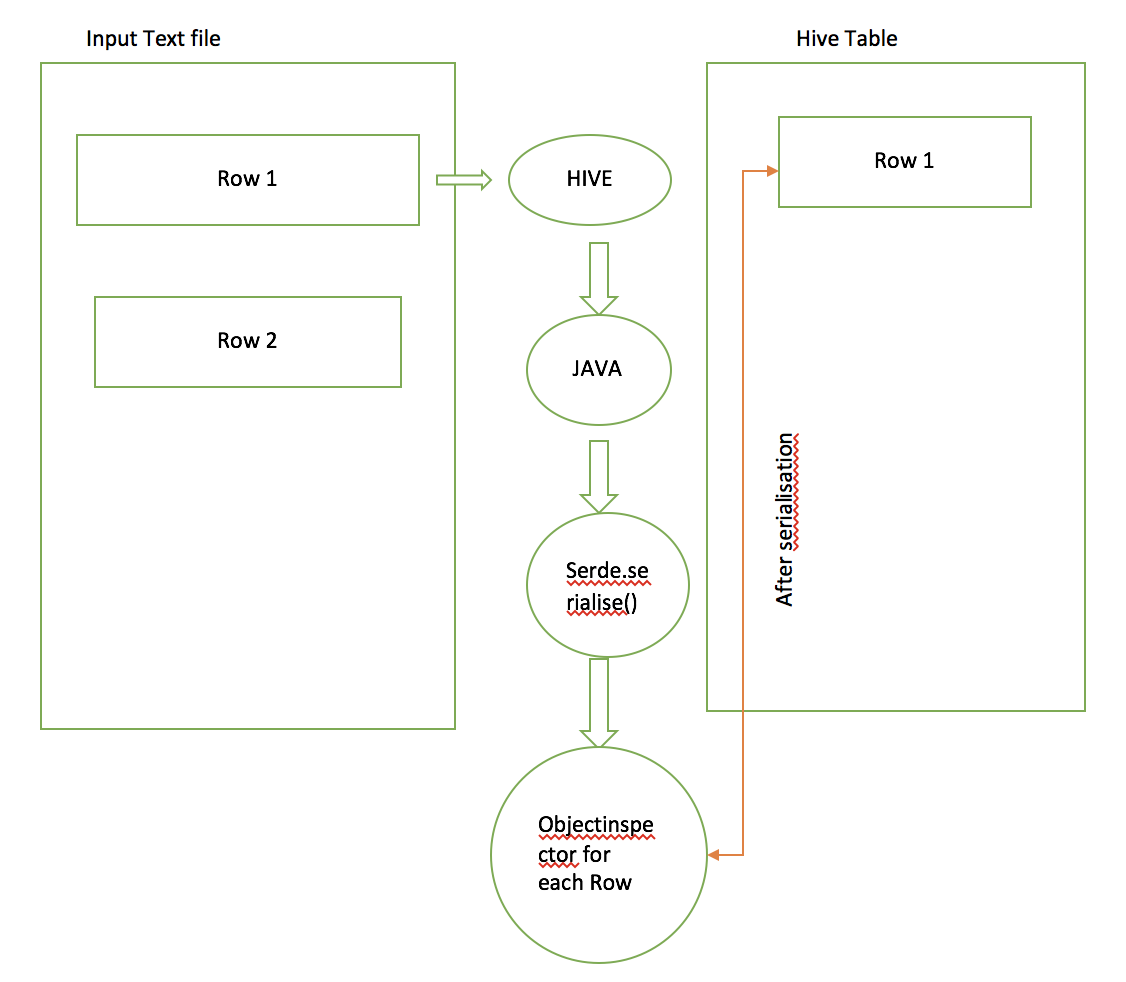 Input Text file
Hive Table
Row 1
HIVE
Row 1
Row 2
JAVA
After serialisation
Serde.se
rialise()
Objectinspe
ctor for
each Row